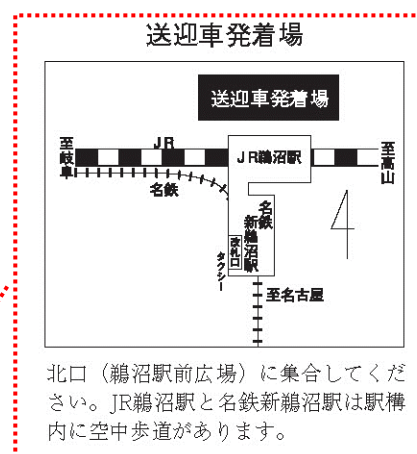 送迎車発着場
送迎車発着場
至岐阜
JR
JR鵜沼駅
至高山
名鉄
名鉄
新鵜沼駅
改札口
タクシー
至名古屋
北口（鵜沼駅前広場）に集合してくだ
さい。JR鵜沼駅と名鉄新鵜沼駅は駅構
内に空中歩道があります。